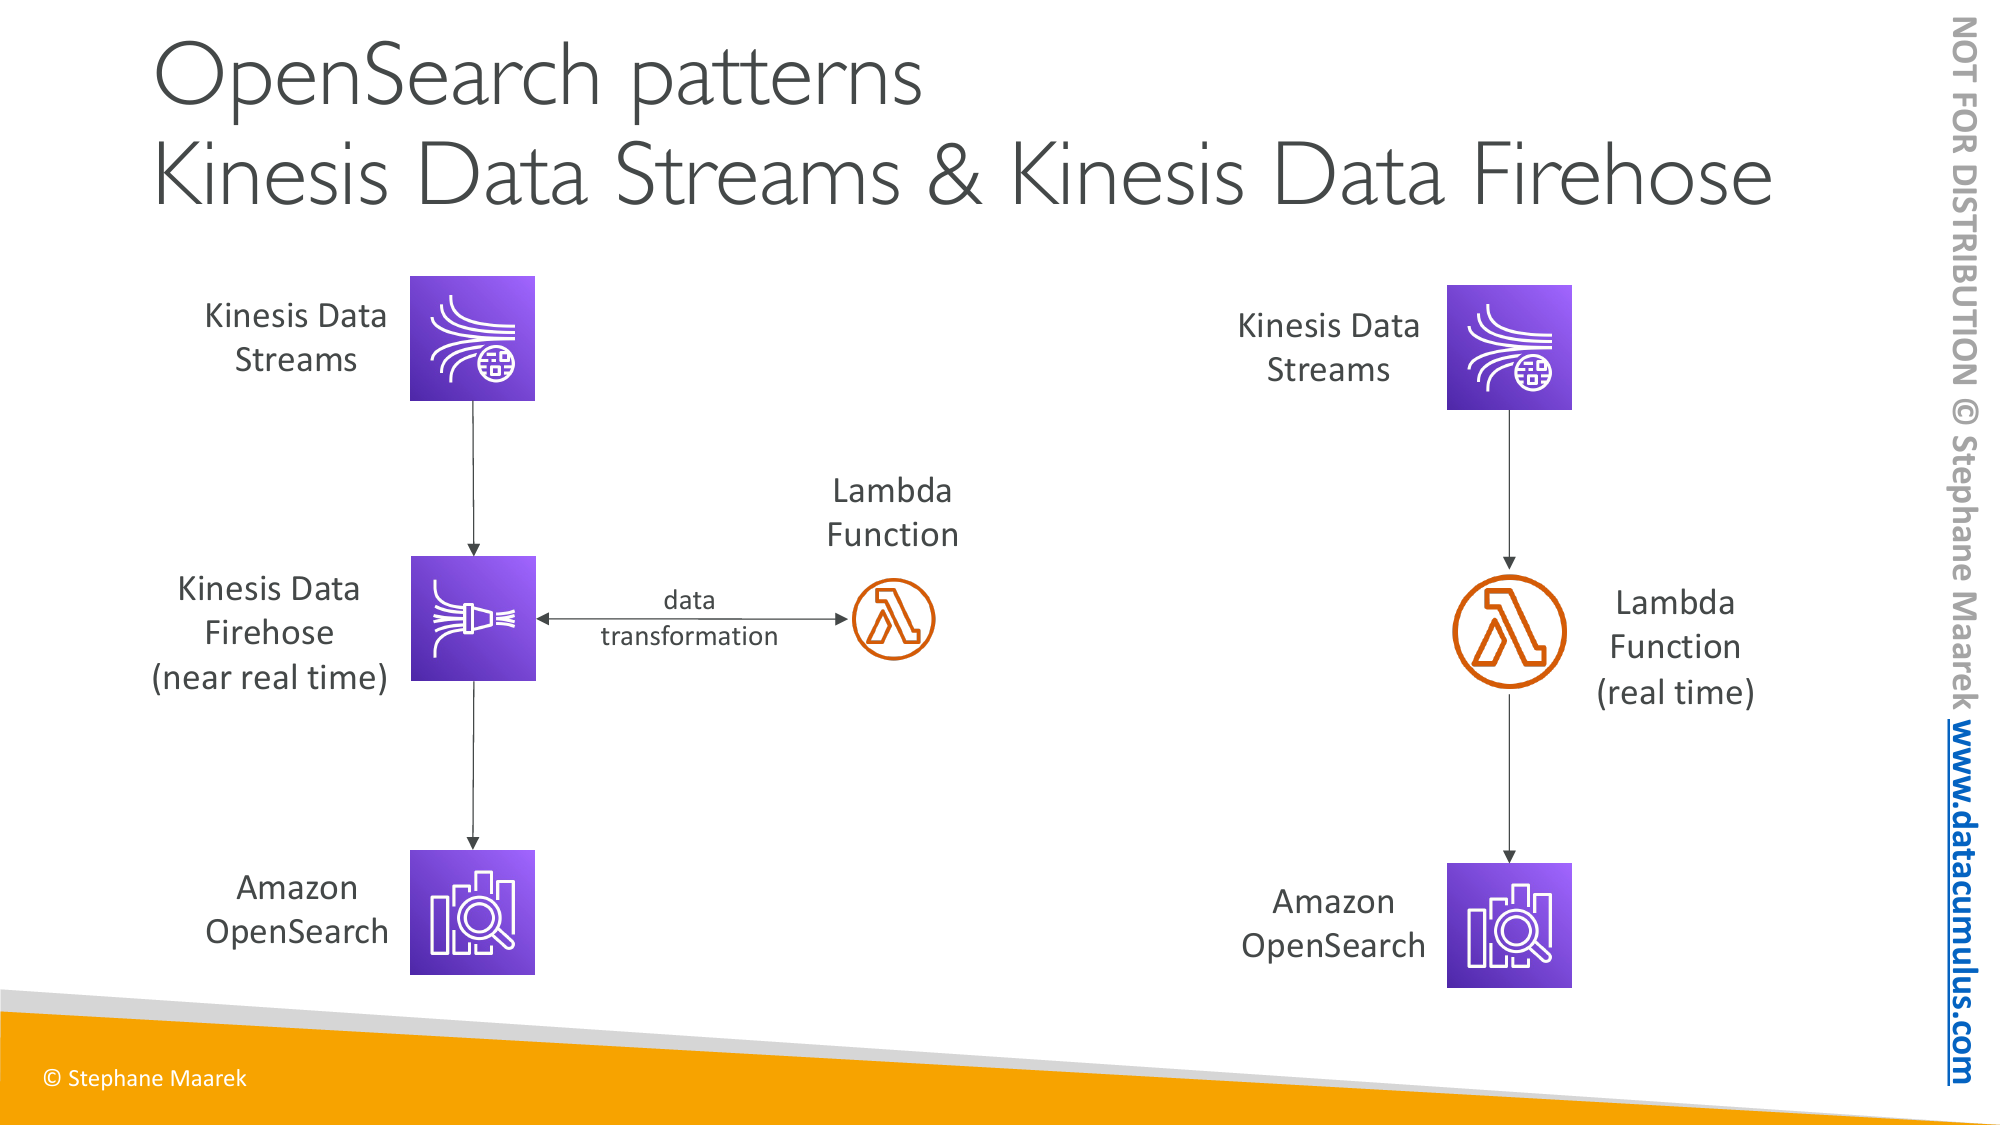 OpenSearch patterns
Kinesis Data Streams & Kinesis Data Firehose
Kinesis Data
Streams
Kinesis Data
Firehose
(near real time)
data
transformation
Lambda
Function
Amazon
OpenSearch
Kinesis Data
Streams
Lambda
Function
(real time)
Amazon
OpenSearch
© Stephane Maarek
NOT FOR DISTRIBUTION © Stephane Maarek www.datacumulus.com